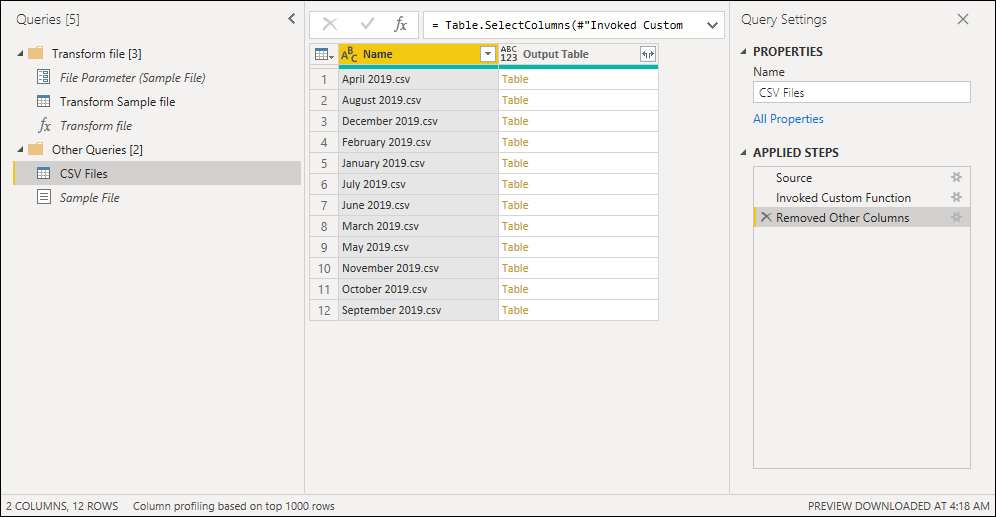 Queries [5]
Transform file [3]
File Parameter (Sample File)
Transform Sample file
fx Transform file
Other Queries [2]
CSV Files
Sample File
fx
= Table.SelectColumns(#"Invoked Custom
ABC Name
ABC 123 Output Table
1 April 2019.csv Table
2 August 2019.csv Table
3 December 2019.csv Table
4 February 2019.csv Table
5 January 2019.csv Table
6 July 2019.csv Table
7 June 2019.csv Table
8 March 2019.csv Table
9 May 2019.csv Table
10 November 2019.csv Table
11 October 2019.csv Table
12 September 2019.csv Table
Query Settings
PROPERTIES
Name
CSV Files
All Properties
APPLIED STEPS
Source
Invoked Custom Function
Removed Other Columns
2 COLUMNS, 12 ROWS Column profiling based on top 1000 rows
PREVIEW DOWNLOADED AT 4:18 AM